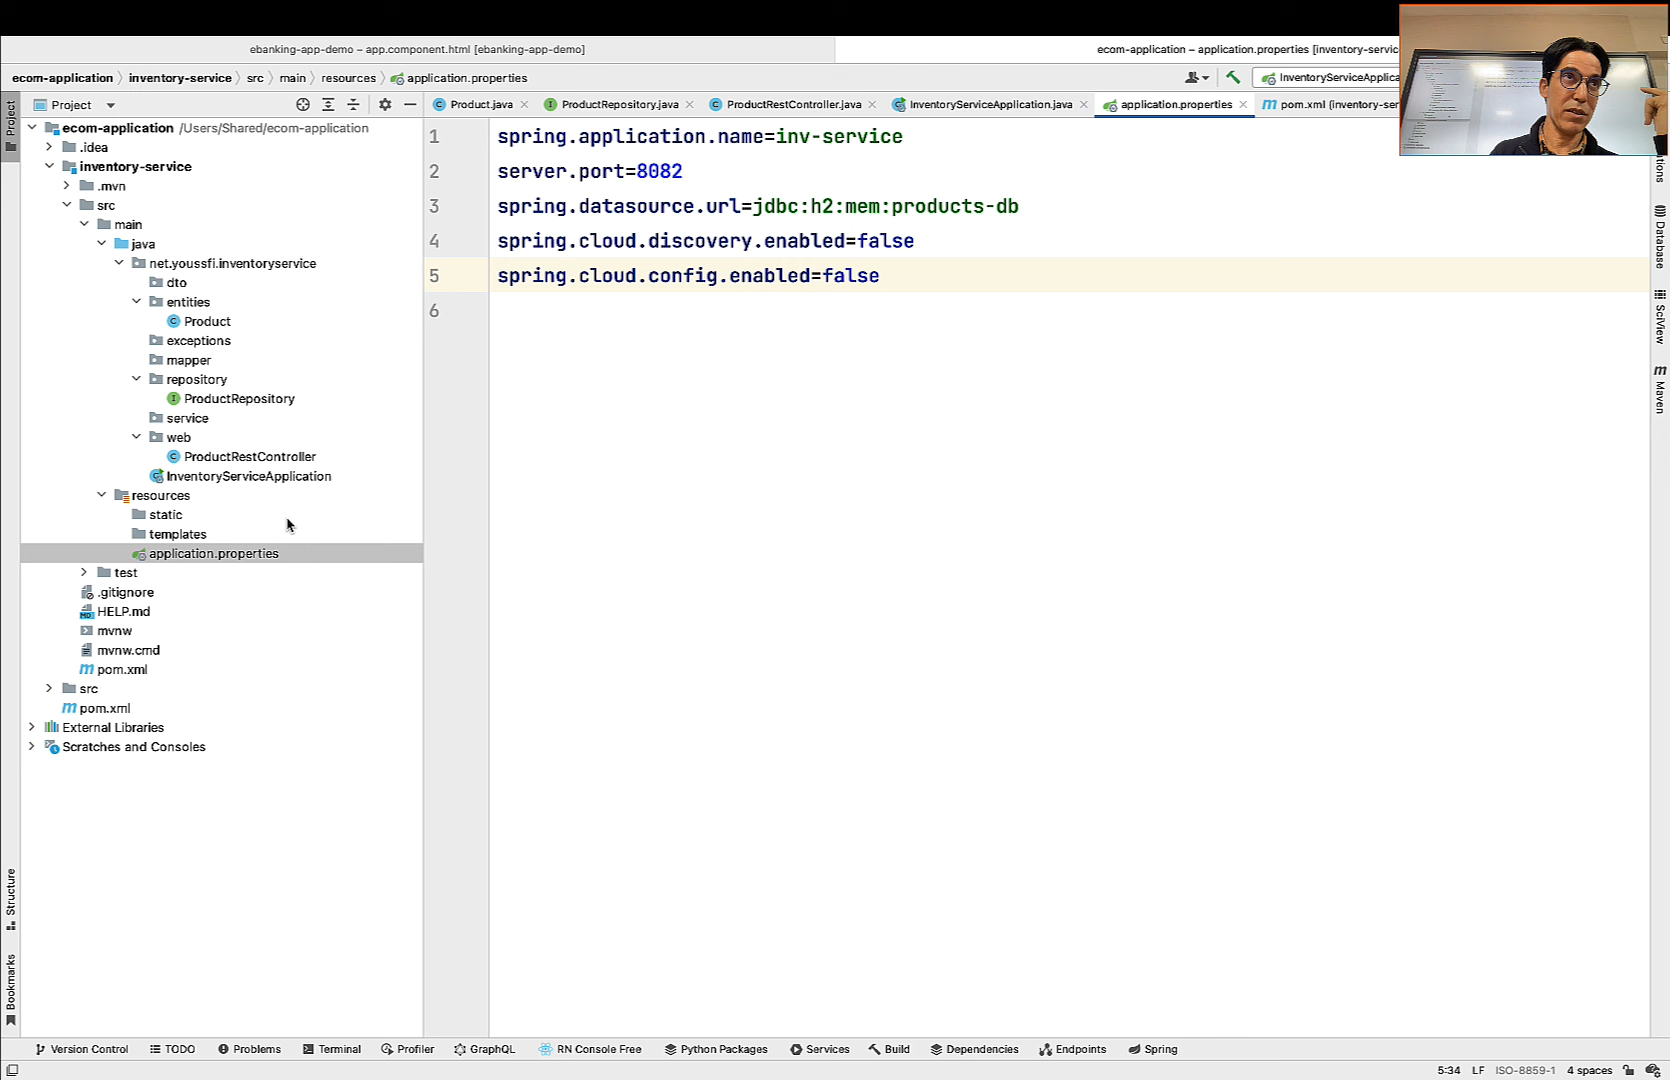 ebanking-app-demo – app.component.html [ebanking-app-demo]
ecom-application – application.properties [inventory-servic
ecom-application
inventory-service
src
main
resources
application.properties
InventoryServiceApplica
Project
Product.java
ProductRepository.java
ProductRestController.java
InventoryServiceApplication.java
application.properties
pom.xml (inventory-ser
Project
ecom-application /Users/Shared/ecom-application
.idea
inventory-service
.mvn
src
main
java
net.youssfi.inventoryservice
dto
entities
Product
exceptions
mapper
repository
ProductRepository
service
web
ProductRestController
InventoryServiceApplication
resources
static
templates
application.properties
test
.gitignore
HELP.md
mvnw
mvnw.cmd
pom.xml
src
pom.xml
External Libraries
Scratches and Consoles
1 spring.application.name=inv-service
2 server.port=8082
3 spring.datasource.url=jdbc:h2:mem:products-db
4 spring.cloud.discovery.enabled=false
5 spring.cloud.config.enabled=false
6
Database
SciView
Maven
Structure
Bookmarks
Version Control
TODO
Problems
Terminal
Profiler
GraphQL
RN Console Free
Python Packages
Services
Build
Dependencies
Endpoints
Spring
5:34
LF
ISO-8859-1
4 spaces